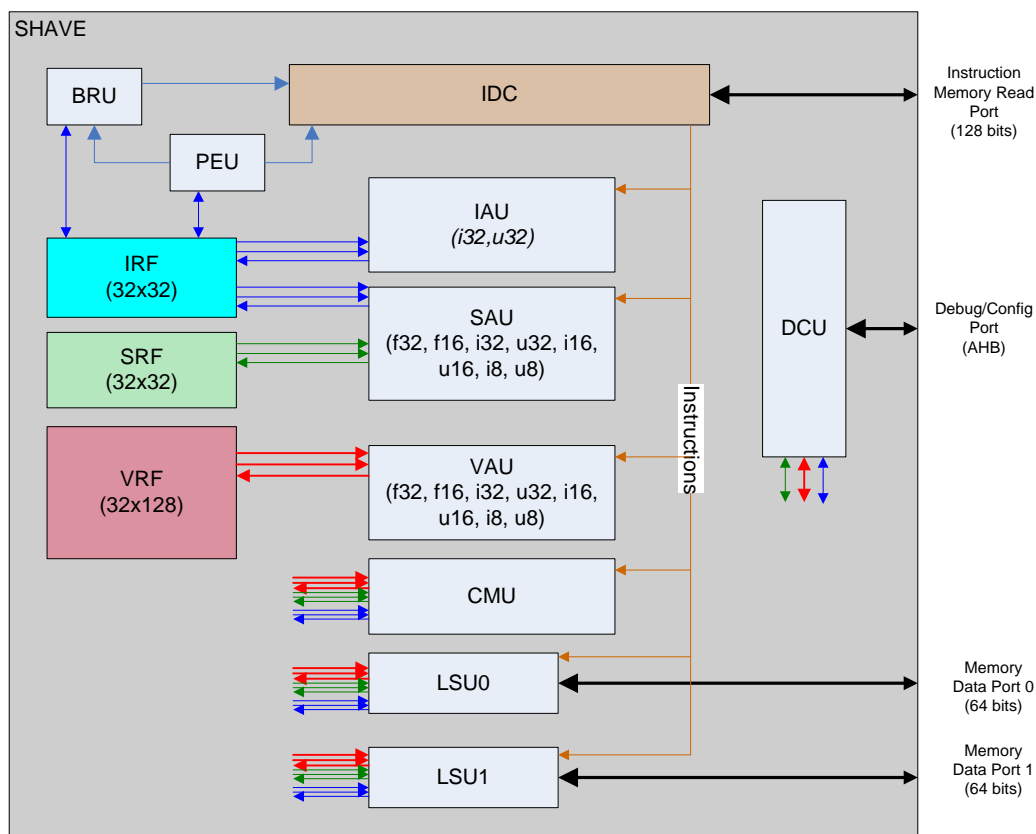 SHAVE
BRU
IDC
Instruction
Memory Read
Port
(128 bits)
PEU
IAU
(i32,u32)
IRF
(32x32)
SAU
(f32, f16, i32, u32, i16,
u16, i8, u8)
DCU
Debug/Config
Port
(AHB)
SRF
(32x32)
Instructions
VRF
(32x128)
VAU
(f32, f16, i32, u32, i16,
u16, i8, u8)
CMU
LSU0
Memory
Data Port 0
(64 bits)
LSU1
Memory
Data Port 1
(64 bits)